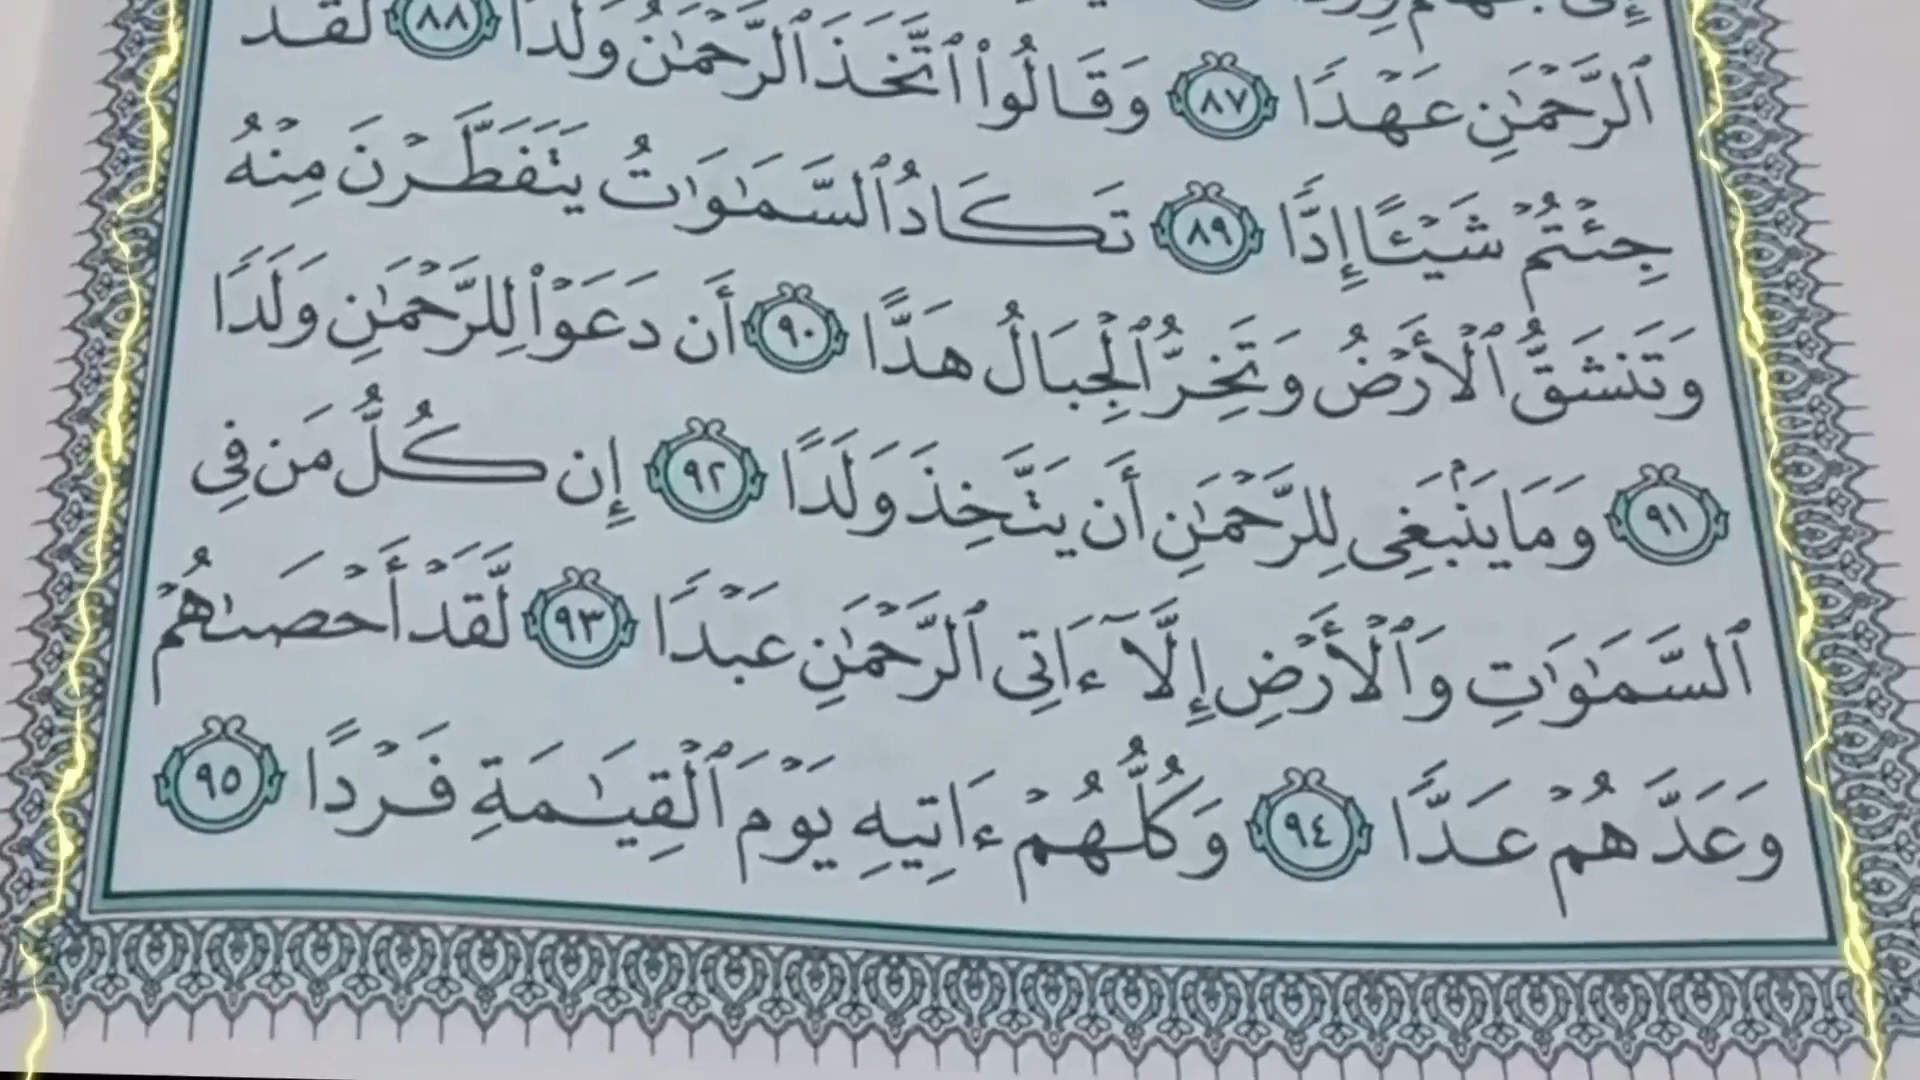 ٱلرَّحۡمَٰنِ عَهۡدٗا ٨٧ وَقَالُواْ ٱتَّخَذَ ٱلرَّحۡمَٰنُ وَلَدٗا ٨٨ لَّقَدۡ
جِئۡتُمۡ شَيۡـًٔا إِدّٗا ٨٩ تَكَادُ ٱلسَّمَٰوَٰتُ يَتَفَطَّرۡنَ مِنۡهُ
وَتَنشَقُّ ٱلۡأَرۡضُ وَتَخِرُّ ٱلۡجِبَالُ هَدًّا ٩٠ أَن دَعَوۡاْ لِلرَّحۡمَٰنِ وَلَدٗا
٩١ وَمَا يَنۢبَغِي لِلرَّحۡمَٰنِ أَن يَتَّخِذَ وَلَدًا ٩٢ إِن كُلُّ مَن فِي
ٱلسَّمَٰوَٰتِ وَٱلۡأَرۡضِ إِلَّآ ءَاتِي ٱلرَّحۡمَٰنِ عَبۡدٗا ٩٣ لَّقَدۡ أَحۡصَىٰهُمۡ
وَعَدَّهُمۡ عَدّٗا ٩٤ وَكُلُّهُمۡ ءَاتِيهِ يَوۡمَ ٱلۡقِيَٰمَةِ فَرۡدًا ٩٥